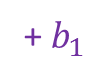 + b₁